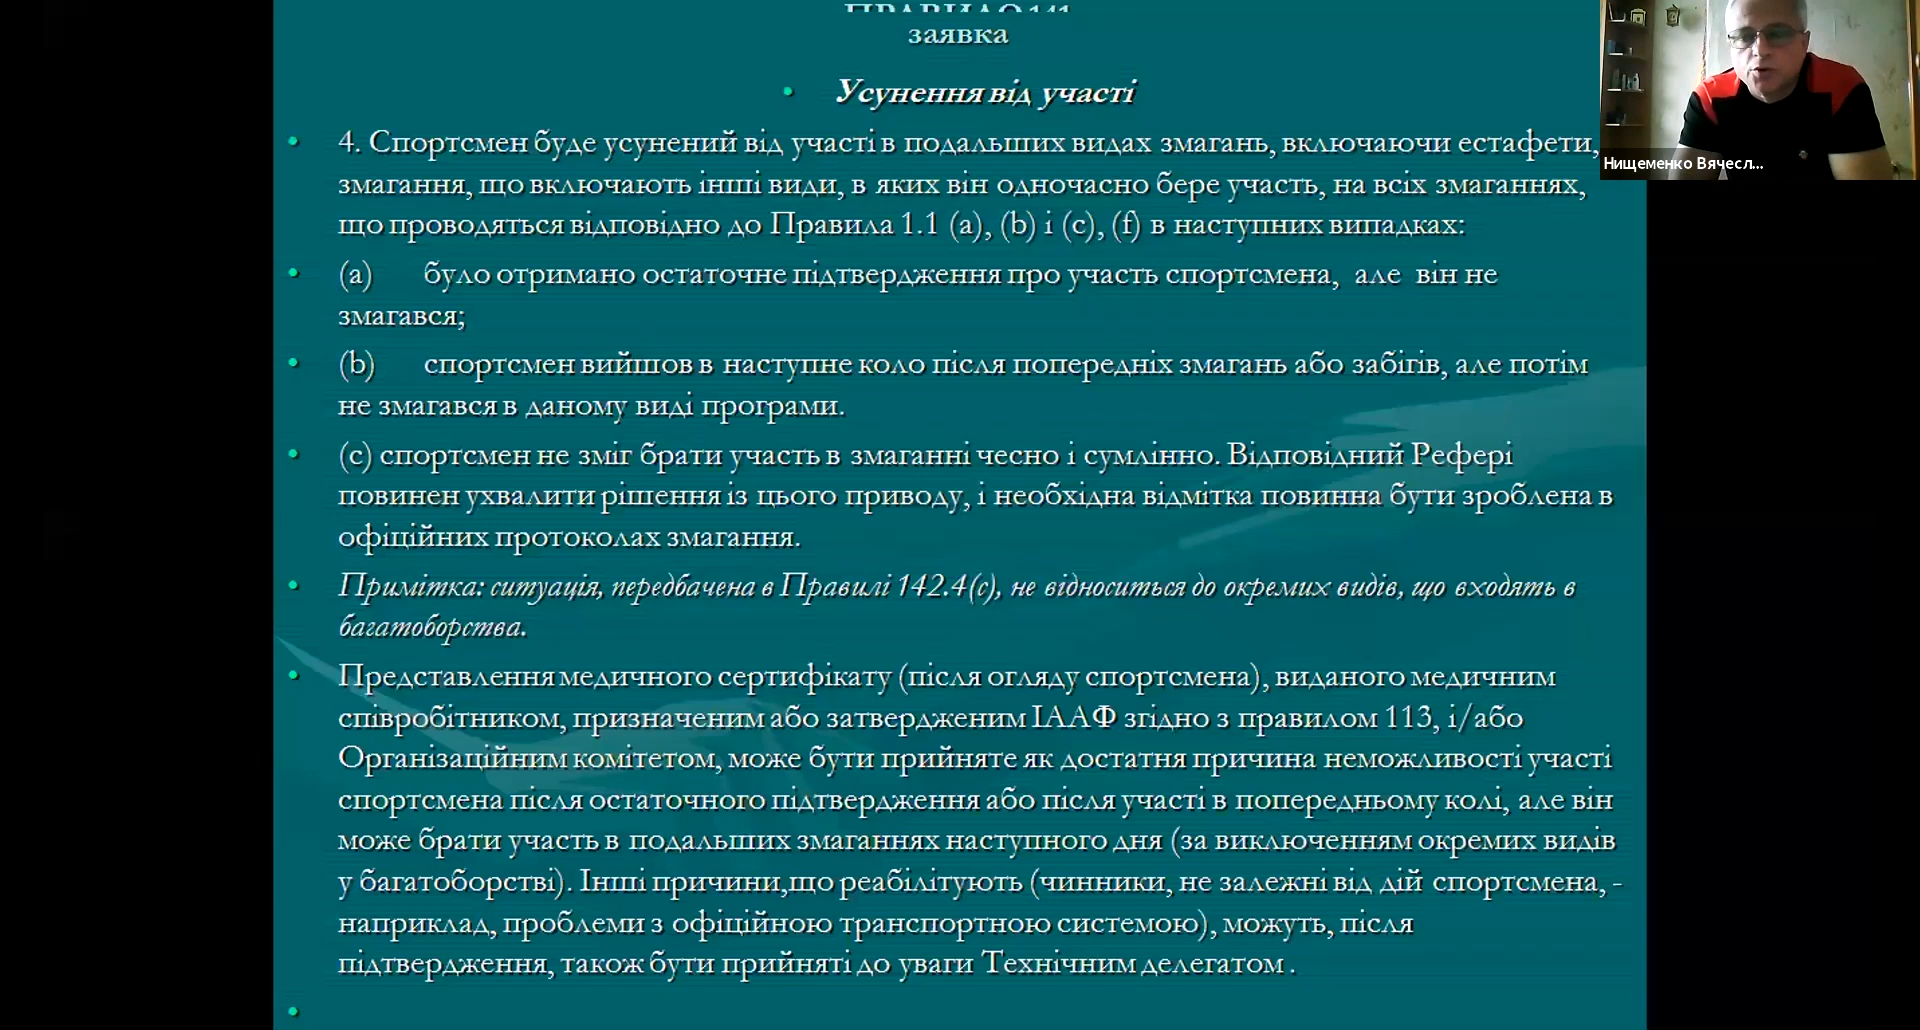 ПРАВИЛО 141
заявка
• Усунення від участі
• 4. Спортсмен буде усунений від участі в подальших видах змагань, включаючи естафети,
змагання, що включають інші види, в яких він одночасно бере участь, на всіх змаганнях,
що проводяться відповідно до Правила 1.1 (a), (b) і (c), (f) в наступних випадках:
• (a) було отримано остаточне підтвердження про участь спортсмена, але він не
змагався;
• (b) спортсмен вийшов в наступне коло після попередніх змагань або забігів, але потім
не змагався в даному виді програми.
• (c) спортсмен не зміг брати участь в змаганні чесно і сумлінно. Відповідний Рефері
повинен ухвалити рішення із цього приводу, і необхідна відмітка повинна бути зроблена в
офіційних протоколах змагання.
• Примітка: ситуація, передбачена в Правилі 142.4(с), не відноситься до окремих видів, що входять в
багатоборства.
• Представлення медичного сертифікату (після огляду спортсмена), виданого медичним
співробітником, призначеним або затвердженим ІААФ згідно з правилом 113, і/або
Організаційним комітетом, може бути прийняте як достатня причина неможливості участі
спортсмена після остаточного підтвердження або після участі в попередньому колі, але він
може брати участь в подальших змаганнях наступного дня (за виключенням окремих видів
у багатоборстві). Інші причини,що реабілітують (чинники, не залежні від дій спортсмена, -
наприклад, проблеми з офіційною транспортною системою), можуть, після
підтвердження, також бути прийняті до уваги Технічним делегатом .
Нищеменко Вячесл...